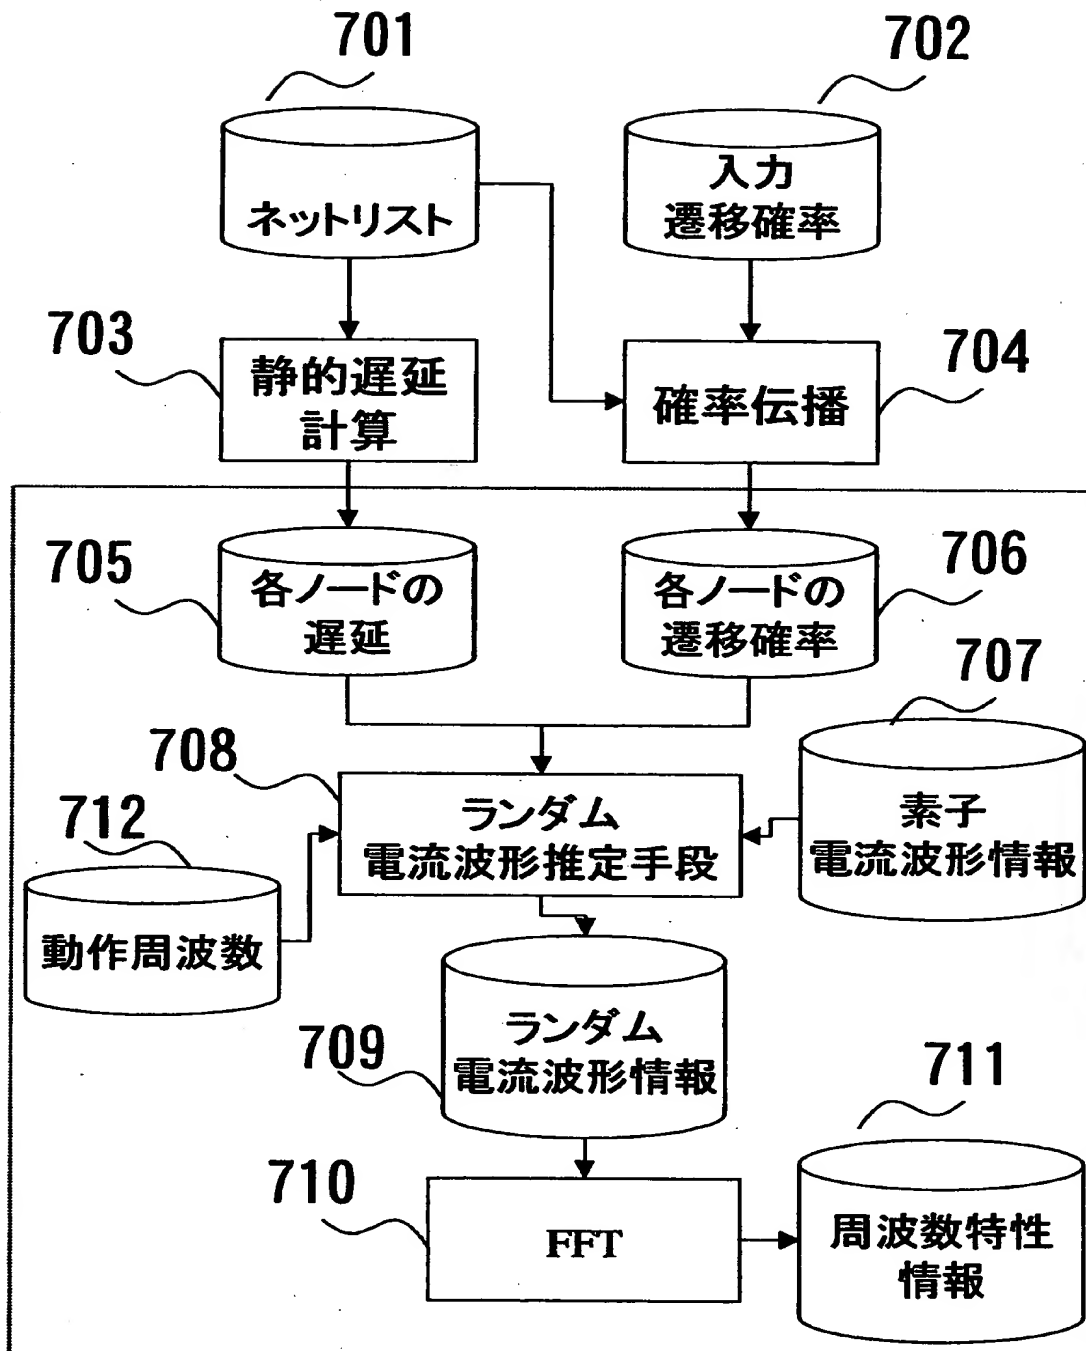 701
702
ネットリスト
入力
遷移確率
703
静的遅延
計算
704
確率伝播
705
各ノードの
遅延
706
各ノードの
遷移確率
707
素子
電流波形情報
708
ランダム
電流波形推定手段
712
動作周波数
709
ランダム
電流波形情報
710
FFT
711
周波数特性
情報